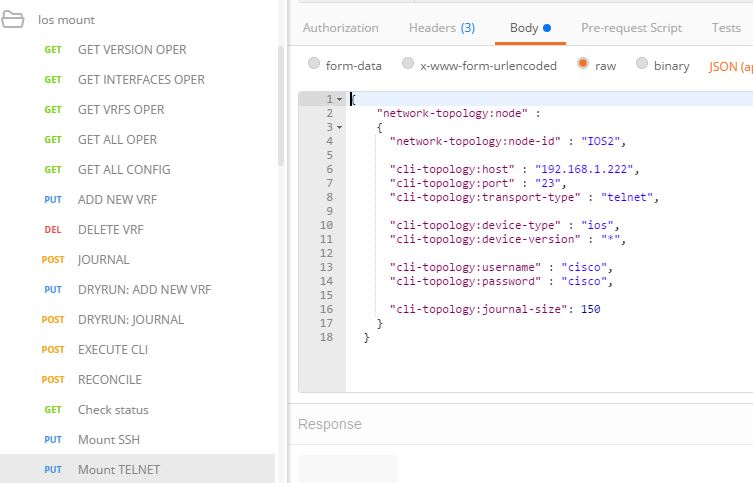 Ios mount
GET GET VERSION OPER
GET GET INTERFACES OPER
GET GET VRFS OPER
GET GET ALL OPER
GET GET ALL CONFIG
PUT ADD NEW VRF
DEL DELETE VRF
POST JOURNAL
PUT DRYRUN: ADD NEW VRF
POST DRYRUN: JOURNAL
POST EXECUTE CLI
POST RECONCILE
GET Check status
PUT Mount SSH
PUT Mount TELNET
Authorization Headers (3) Body Pre-request Script Tests
form-data x-www-form-urlencoded raw binary JSON (ap
1 {
2 "network-topology:node" :
3 {
4 "network-topology:node-id" : "IOS2",
5
6 "cli-topology:host" : "192.168.1.222",
7 "cli-topology:port" : "23",
8 "cli-topology:transport-type" : "telnet",
9
10 "cli-topology:device-type" : "ios",
11 "cli-topology:device-version" : "*",
12
13 "cli-topology:username" : "cisco",
14 "cli-topology:password" : "cisco",
15
16 "cli-topology:journal-size": 150
17 }
18 }
Response